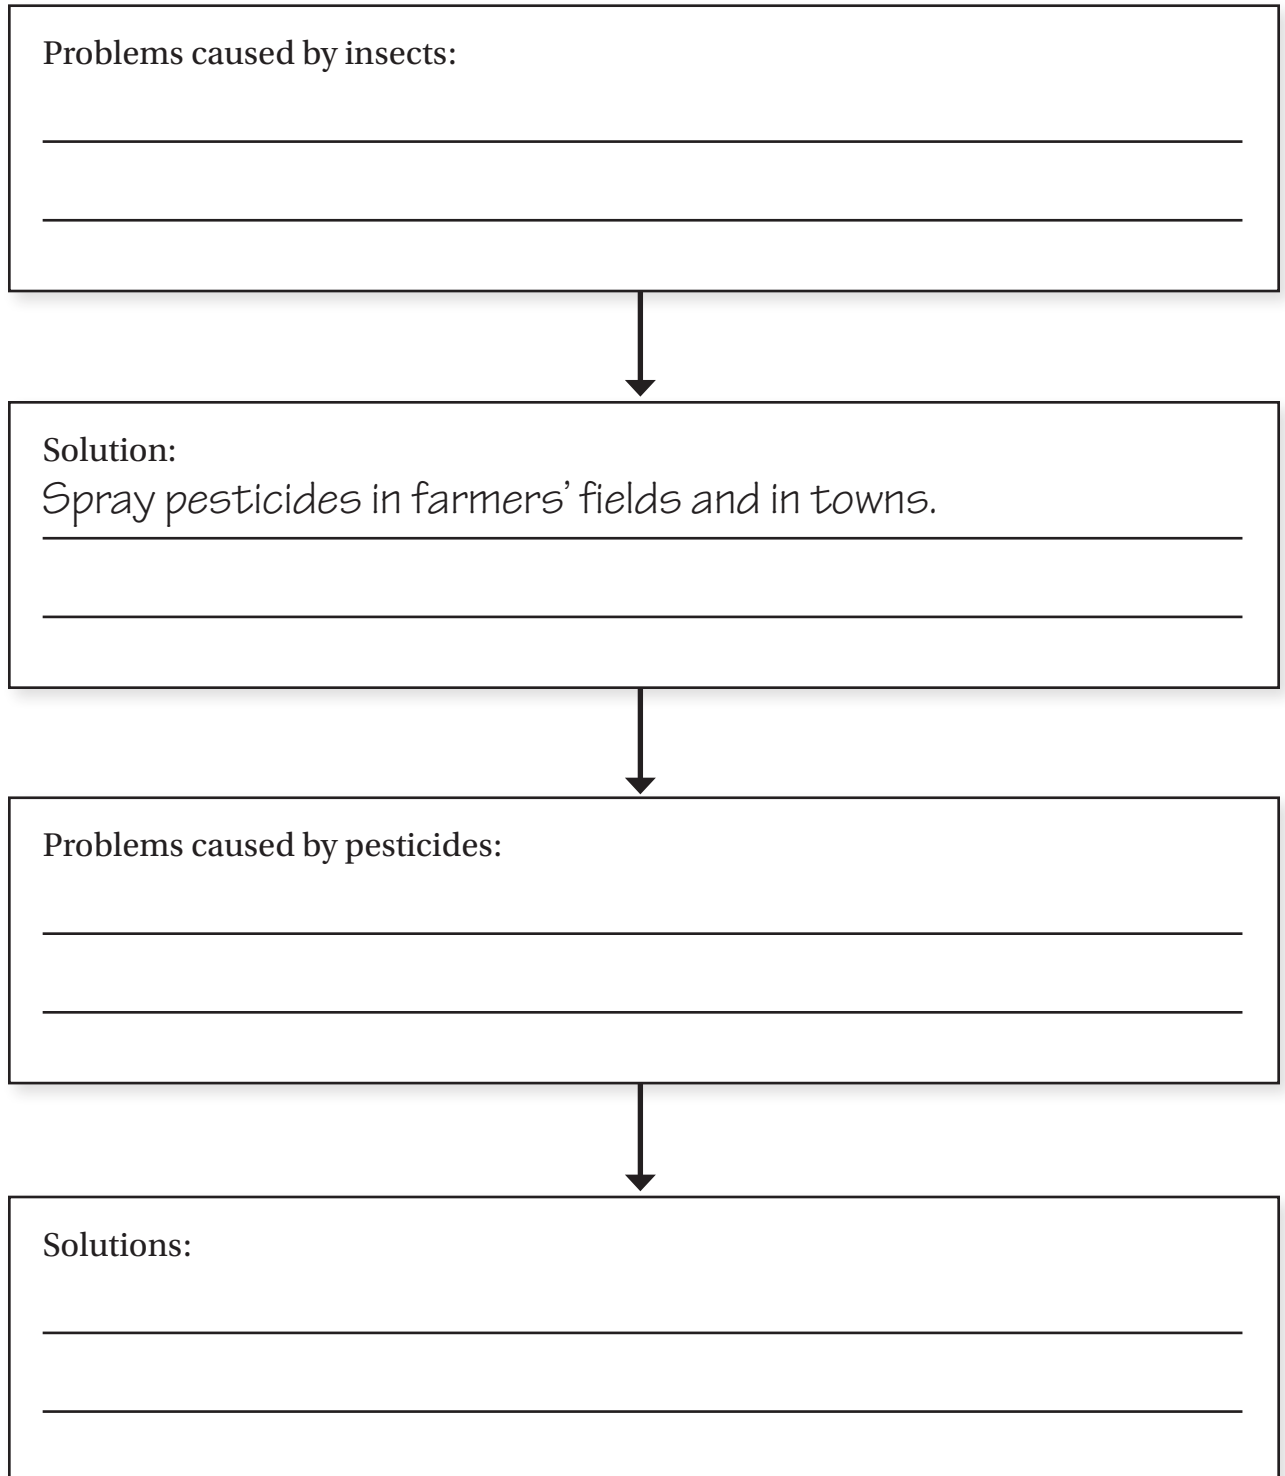 Problems caused by insects:
Solution:
Spray pesticides in farmers’ fields and in towns.
Problems caused by pesticides:
Solutions: